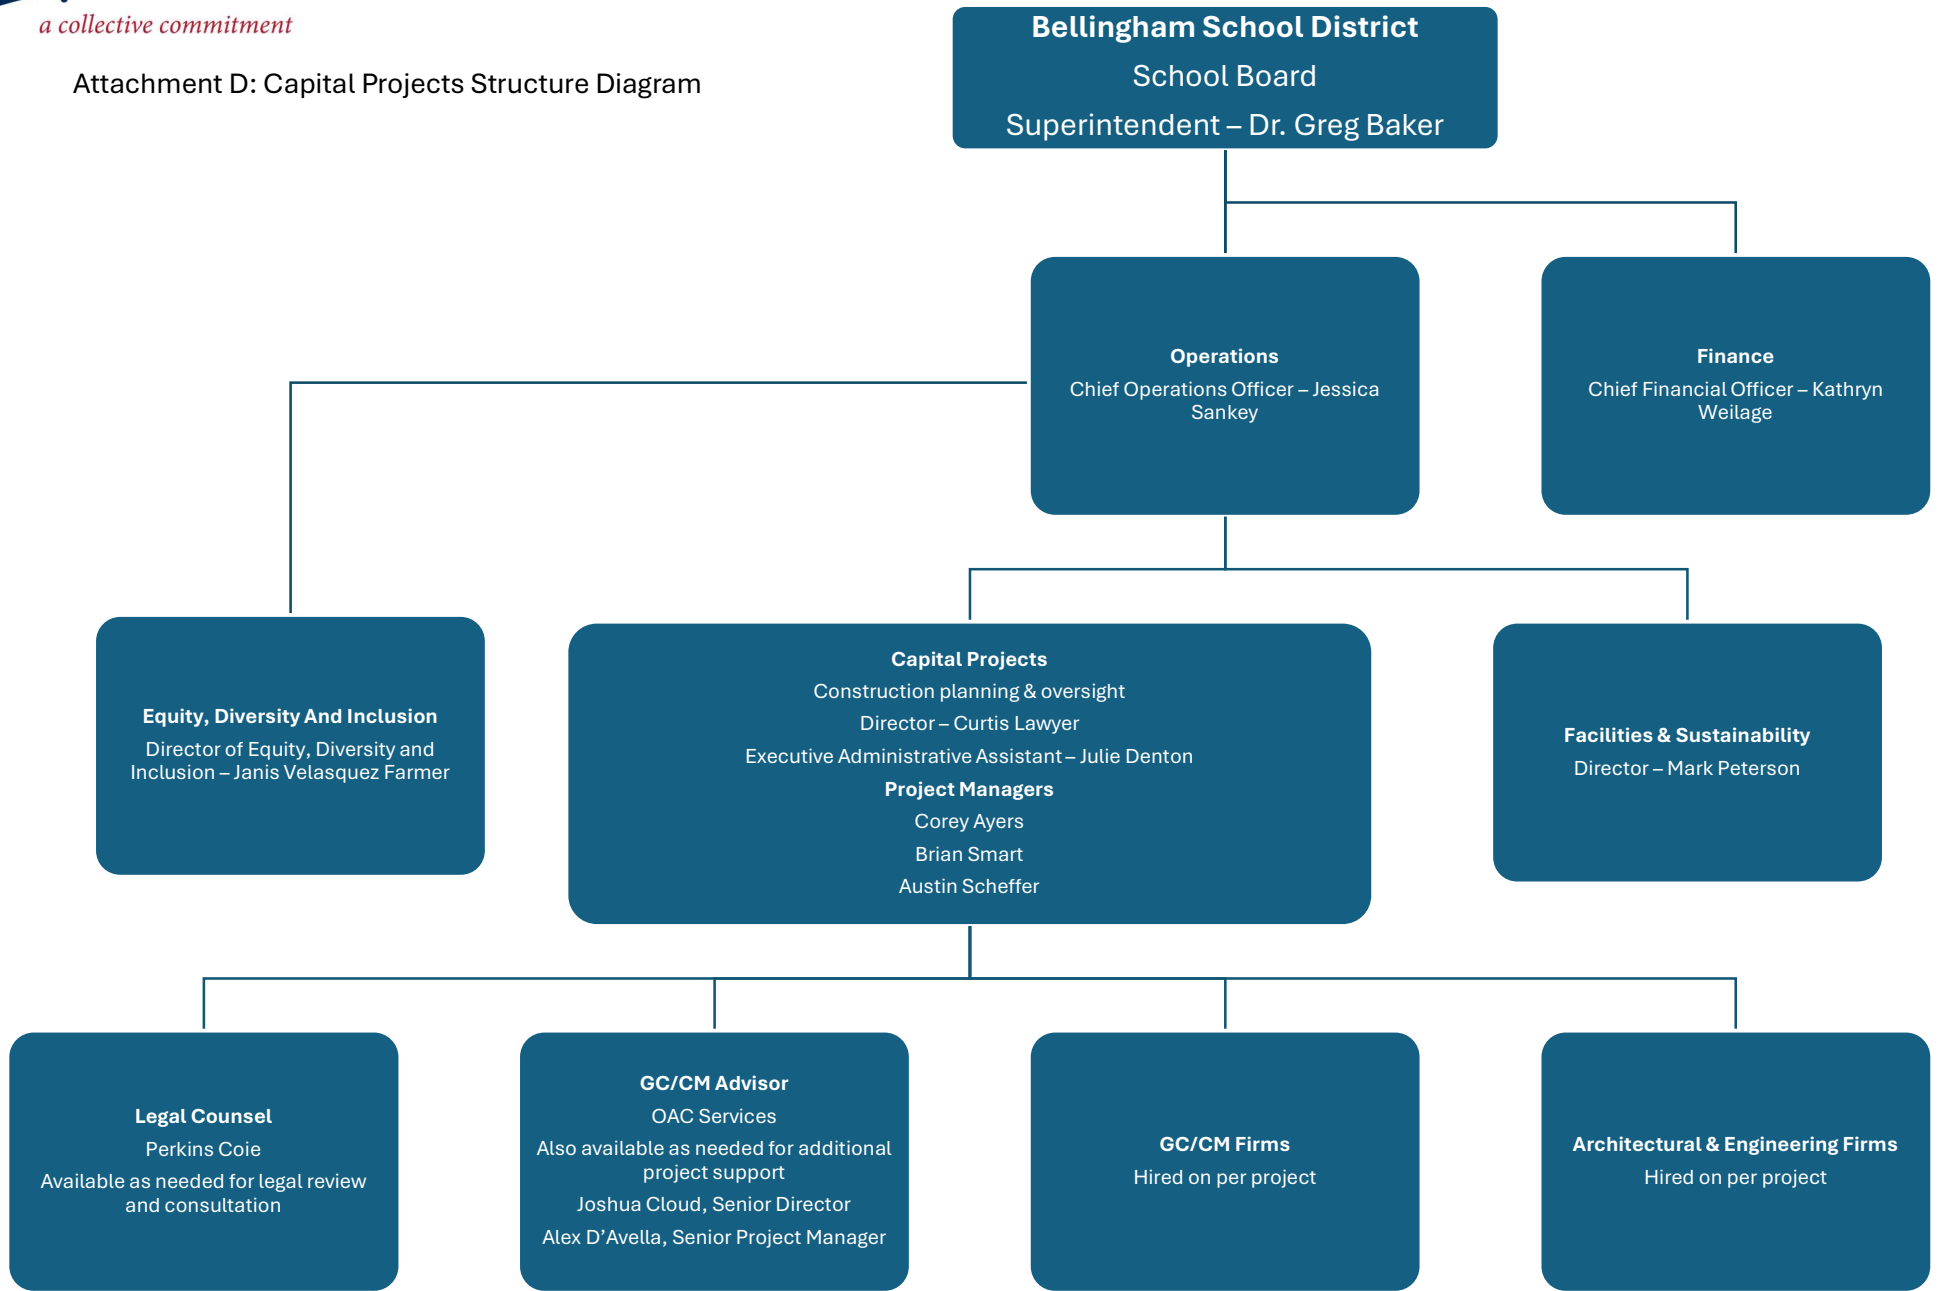 a collective commitment
Attachment D: Capital Projects Structure Diagram
Bellingham School District
School Board
Superintendent – Dr. Greg Baker
Operations
Chief Operations Officer – Jessica
Sankey
Finance
Chief Financial Officer – Kathryn
Weilage
Equity, Diversity And Inclusion
Director of Equity, Diversity and
Inclusion – Janis Velasquez Farmer
Capital Projects
Construction planning & oversight
Director – Curtis Lawyer
Executive Administrative Assistant – Julie Denton
Project Managers
Corey Ayers
Brian Smart
Austin Scheffer
Facilities & Sustainability
Director – Mark Peterson
Legal Counsel
Perkins Coie
Available as needed for legal review
and consultation
GC/CM Advisor
OAC Services
Also available as needed for additional
project support
Joshua Cloud, Senior Director
Alex D’Avella, Senior Project Manager
GC/CM Firms
Hired on per project
Architectural & Engineering Firms
Hired on per project